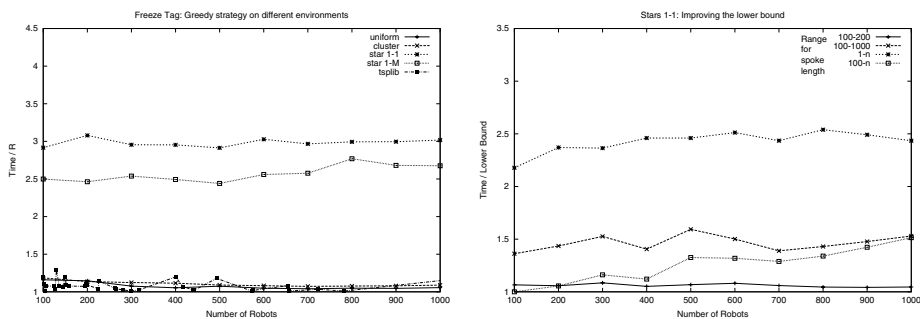 Freeze Tag: Greedy strategy on different environments
Time / R
4.5
4
3.5
3
2.5
2
1.5
1
100 200 300 400 500 600 700 800 900 1000
Number of Robots
uniform
cluster
star 1-1
star 1-M
tsplib
Stars 1-1: Improving the lower bound
Time / Lower Bound
3.5
3
2.5
2
1.5
1
100 200 300 400 500 600 700 800 900 1000
Number of Robots
Range 100-200
for 100-1000
spoke 1-n
length 100-n